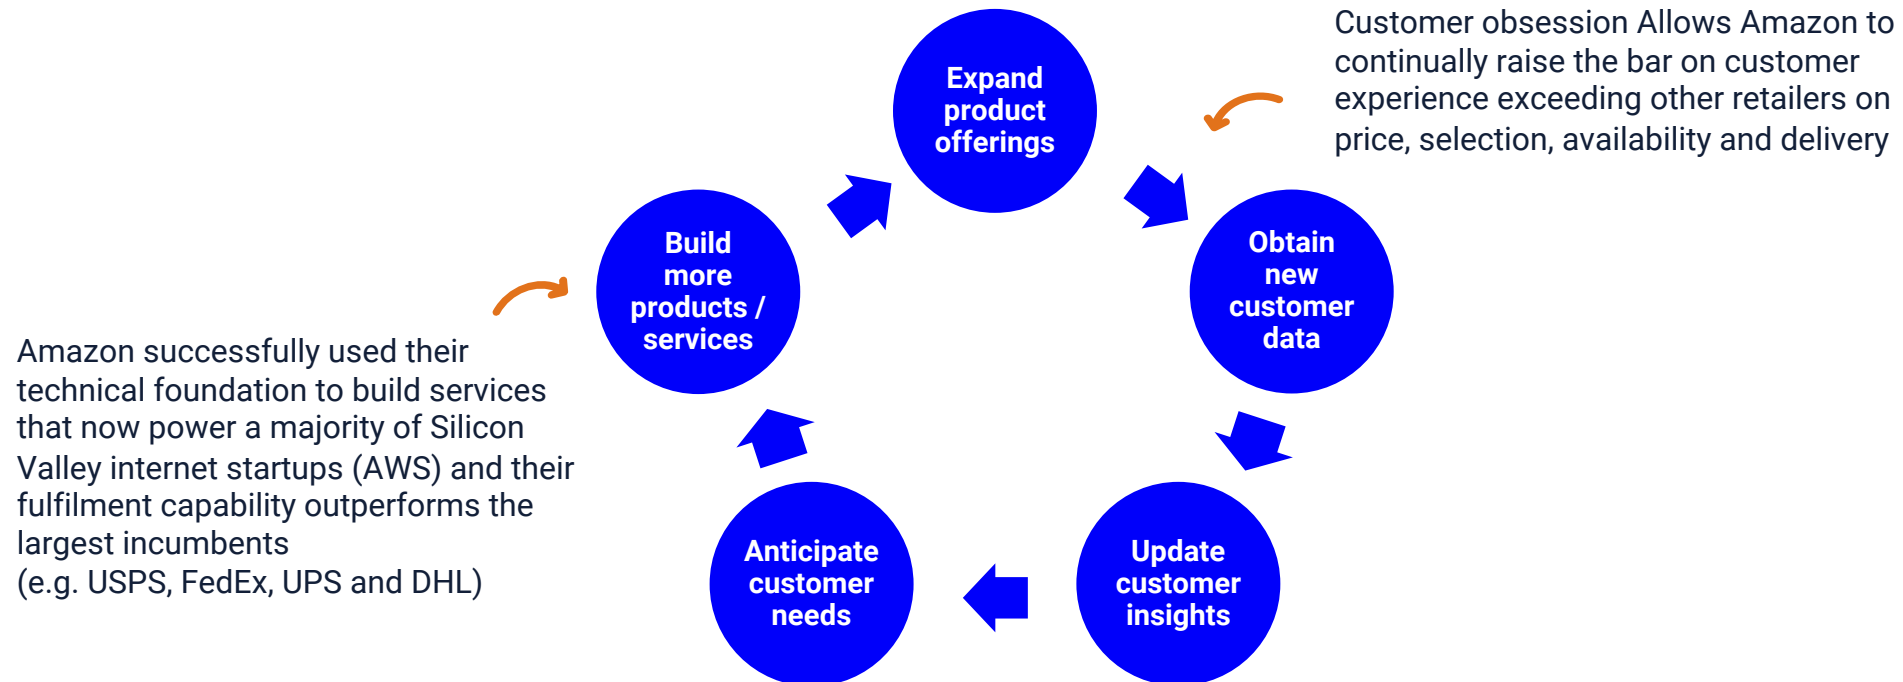 Customer obsession Allows Amazon to
continually raise the bar on customer
experience exceeding other retailers on
price, selection, availability and delivery
Expand
product
offerings
Obtain
new
customer
data
Update
customer
insights
Anticipate
customer
needs
Build
more
products /
services
Amazon successfully used their
technical foundation to build services
that now power a majority of Silicon
Valley internet startups (AWS) and their
fulfilment capability outperforms the
largest incumbents
(e.g. USPS, FedEx, UPS and DHL)